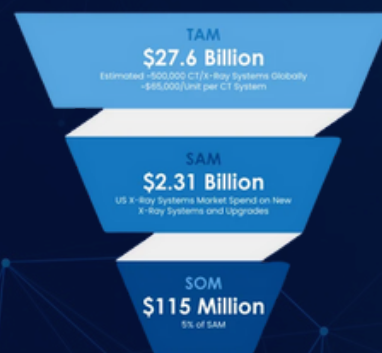 TAM
$27.6 Billion
Estimated ~500,000 CT/X-Ray Systems Globally
~$65,000/Unit per CT System
SAM
$2.31 Billion
US X-Ray Systems Market Spend on New
X-Ray Systems and Upgrades
SOM
$115 Million
5% of SAM